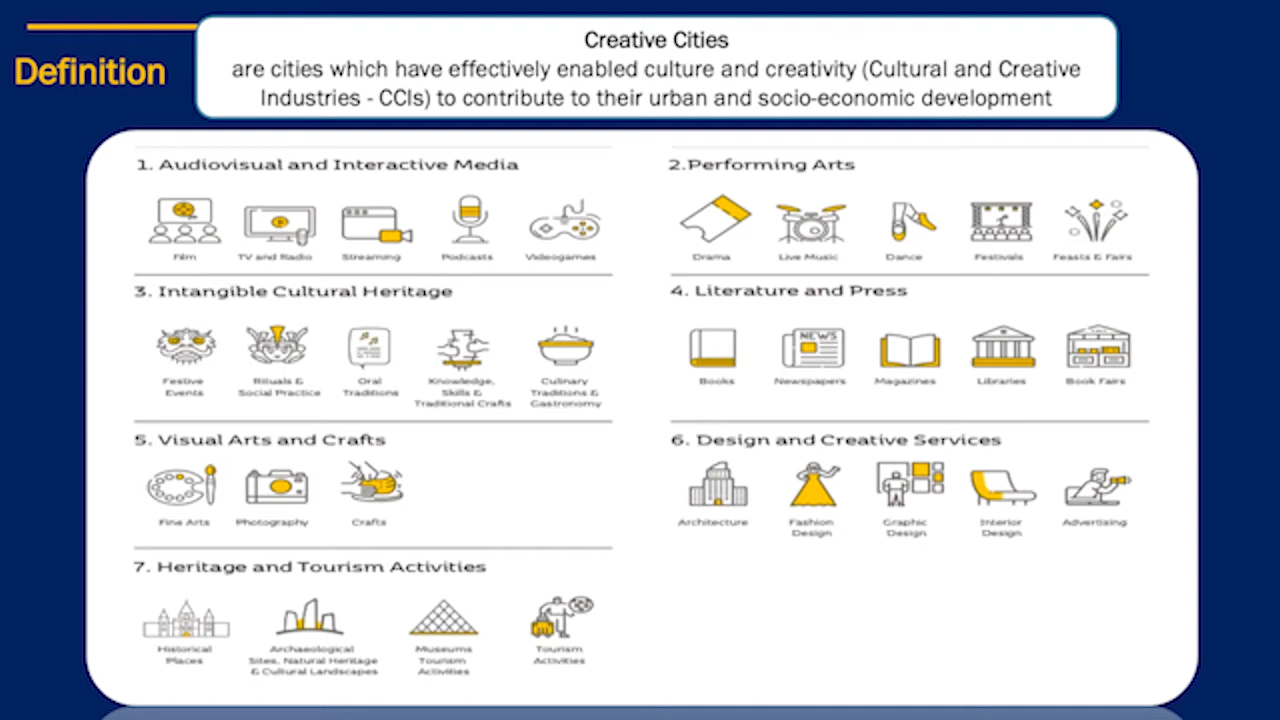 Definition
Creative Cities
are cities which have effectively enabled culture and creativity (Cultural and Creative
Industries - CCIs) to contribute to their urban and socio-economic development
1. Audiovisual and Interactive Media
Film
TV and Radio
Streaming
Podcasts
Videogames
2.Performing Arts
Drama
Live Music
Dance
Festivals
Feasts & Fairs
3. Intangible Cultural Heritage
Festive
Events
Rituals &
Social Practice
Oral
Traditions
Knowledge,
Skills &
Traditional Crafts
Culinary
Traditions &
Gastronomy
4. Literature and Press
NEWS
Books
Newspapers
Magazines
Libraries
Book Fairs
5. Visual Arts and Crafts
Fine Arts
Photography
Crafts
6. Design and Creative Services
Architecture
Fashion
Design
Graphic
Design
Interior
Design
Advertising
7. Heritage and Tourism Activities
Historical
Places
Archaeological
Sites, Natural Heritage
& Cultural Landscapes
Museums
Tourism
Activities
Tourism
Activities